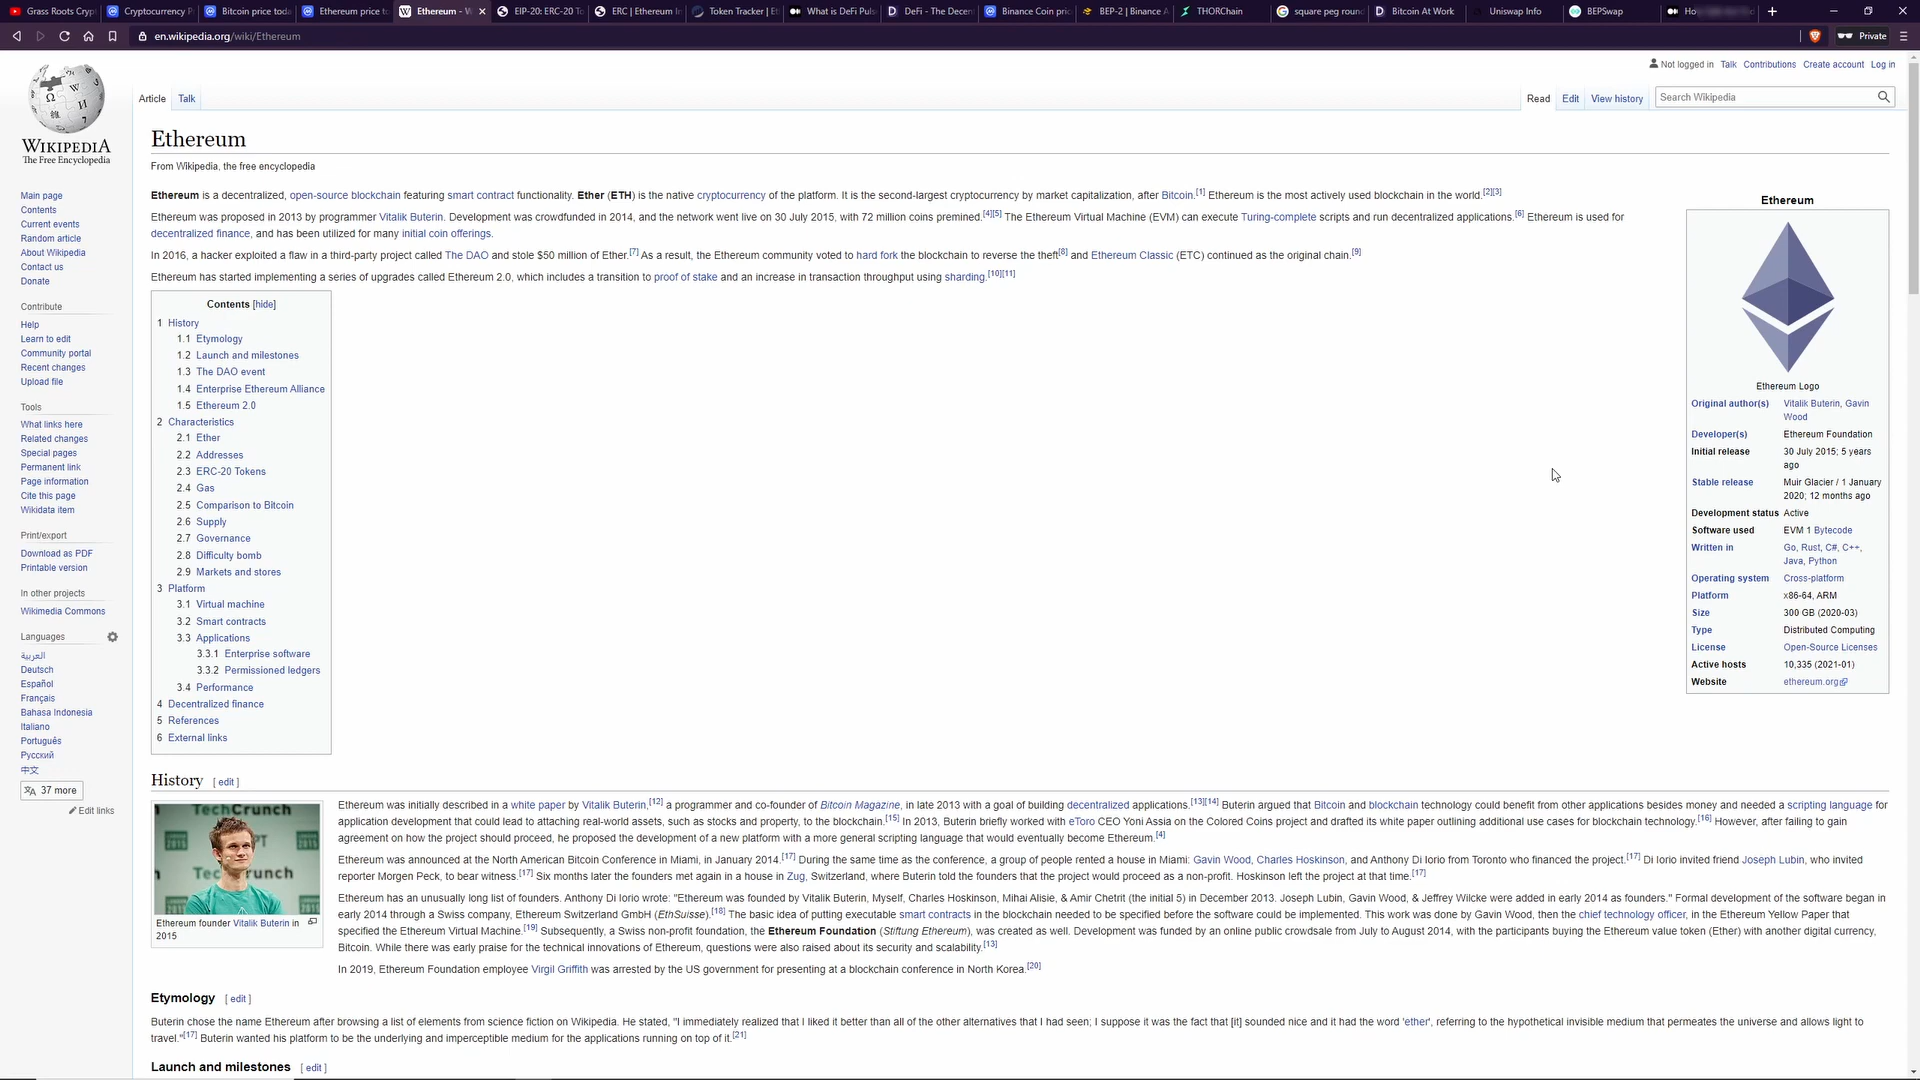 Grass Roots Crypt
Cryptocurrency P
Bitcoin price toda
Ethereum price to
Ethereum - W
EIP-20: ERC-20 To
ERC | Ethereum In
Token Tracker | Et
What is DeFi Puls
DeFi - The Decen
Binance Coin pric
BEP-2 | Binance A
THORChain
square peg roun
Bitcoin At Work
Uniswap Info
BEPSwap
en.wikipedia.org/wiki/Ethereum
Private
Not logged in Talk Contributions Create account Log in
Article Talk
Read Edit View history
Search Wikipedia
WIKIPEDIA
The Free Encyclopedia
Main page
Contents
Current events
Random article
About Wikipedia
Contact us
Donate
Contribute
Help
Learn to edit
Community portal
Recent changes
Upload file
Tools
What links here
Related changes
Special pages
Permanent link
Page information
Cite this page
Wikidata item
Print/export
Download as PDF
Printable version
In other projects
Wikimedia Commons
Languages
العربية
Deutsch
Español
Français
Bahasa Indonesia
Italiano
Português
Русский
中文
37 more
Edit links
Ethereum
From Wikipedia, the free encyclopedia
Ethereum is a decentralized, open-source blockchain featuring smart contract functionality. Ether (ETH) is the native cryptocurrency of the platform. It is the second-largest cryptocurrency by market capitalization, after Bitcoin.[1] Ethereum is the most actively used blockchain in the world.[2][3]
Ethereum was proposed in 2013 by programmer Vitalik Buterin. Development was crowdfunded in 2014, and the network went live on 30 July 2015, with 72 million coins premined.[4][5] The Ethereum Virtual Machine (EVM) can execute Turing-complete scripts and run decentralized applications.[6] Ethereum is used for
decentralized finance, and has been utilized for many initial coin offerings.
In 2016, a hacker exploited a flaw in a third-party project called The DAO and stole $50 million of Ether.[7] As a result, the Ethereum community voted to hard fork the blockchain to reverse the theft[8] and Ethereum Classic (ETC) continued as the original chain.[9]
Ethereum has started implementing a series of upgrades called Ethereum 2.0, which includes a transition to proof of stake and an increase in transaction throughput using sharding.[10][11]
Contents [hide]
1 History
1.1 Etymology
1.2 Launch and milestones
1.3 The DAO event
1.4 Enterprise Ethereum Alliance
1.5 Ethereum 2.0
2 Characteristics
2.1 Ether
2.2 Addresses
2.3 ERC-20 Tokens
2.4 Gas
2.5 Comparison to Bitcoin
2.6 Supply
2.7 Governance
2.8 Difficulty bomb
2.9 Markets and stores
3 Platform
3.1 Virtual machine
3.2 Smart contracts
3.3 Applications
3.3.1 Enterprise software
3.3.2 Permissioned ledgers
3.4 Performance
4 Decentralized finance
5 References
6 External links
Ethereum
Ethereum Logo
Original author(s) Vitalik Buterin, Gavin
Wood
Developer(s) Ethereum Foundation
Initial release 30 July 2015; 5 years
ago
Stable release Muir Glacier / 1 January
2020; 12 months ago
Development status Active
Software used EVM 1 Bytecode
Written in Go, Rust, C#, C++,
Java, Python
Operating system Cross-platform
Platform x86-64, ARM
Size 300 GB (2020-03)
Type Distributed Computing
License Open-Source Licenses
Active hosts 10,335 (2021-01)
Website ethereum.org
History [ edit ]
TechCrunch
Ethereum founder Vitalik Buterin in
2015
Ethereum was initially described in a white paper by Vitalik Buterin,[12] a programmer and co-founder of Bitcoin Magazine, in late 2013 with a goal of building decentralized applications.[13][14] Buterin argued that Bitcoin and blockchain technology could benefit from other applications besides money and needed a scripting language for
application development that could lead to attaching real-world assets, such as stocks and property, to the blockchain.[15] In 2013, Buterin briefly worked with eToro CEO Yoni Assia on the Colored Coins project and drafted its white paper outlining additional use cases for blockchain technology.[16] However, after failing to gain
agreement on how the project should proceed, he proposed the development of a new platform with a more general scripting language that would eventually become Ethereum.[4]
Ethereum was announced at the North American Bitcoin Conference in Miami, in January 2014.[17] During the same time as the conference, a group of people rented a house in Miami: Gavin Wood, Charles Hoskinson, and Anthony Di Iorio from Toronto who financed the project.[17] Di Iorio invited friend Joseph Lubin, who invited
reporter Morgen Peck, to bear witness.[17] Six months later the founders met again in a house in Zug, Switzerland, where Buterin told the founders that the project would proceed as a non-profit. Hoskinson left the project at that time.[17]
Ethereum has an unusually long list of founders. Anthony Di Iorio wrote: "Ethereum was founded by Vitalik Buterin, Myself, Charles Hoskinson, Mihai Alisie, & Amir Chetrit (the initial 5) in December 2013. Joseph Lubin, Gavin Wood, & Jeffrey Wilcke were added in early 2014 as founders." Formal development of the software began in
early 2014 through a Swiss company, Ethereum Switzerland GmbH (EthSuisse).[18] The basic idea of putting executable smart contracts in the blockchain needed to be specified before the software could be implemented. This work was done by Gavin Wood, then the chief technology officer, in the Ethereum Yellow Paper that
specified the Ethereum Virtual Machine.[19] Subsequently, a Swiss non-profit foundation, the Ethereum Foundation (Stiftung Ethereum), was created as well. Development was funded by an online public crowdsale from July to August 2014, with the participants buying the Ethereum value token (Ether) with another digital currency,
Bitcoin. While there was early praise for the technical innovations of Ethereum, questions were also raised about its security and scalability.[13]
In 2019, Ethereum Foundation employee Virgil Griffith was arrested by the US government for presenting at a blockchain conference in North Korea.[20]
Etymology [ edit ]
Buterin chose the name Ethereum after browsing a list of elements from science fiction on Wikipedia. He stated, "I immediately realized that I liked it better than all of the other alternatives that I had seen; I suppose it was the fact that [it] sounded nice and it had the word 'ether', referring to the hypothetical invisible medium that permeates the universe and allows light to
travel."[17] Buterin wanted his platform to be the underlying and imperceptible medium for the applications running on top of it.[21]
Launch and milestones [ edit ]